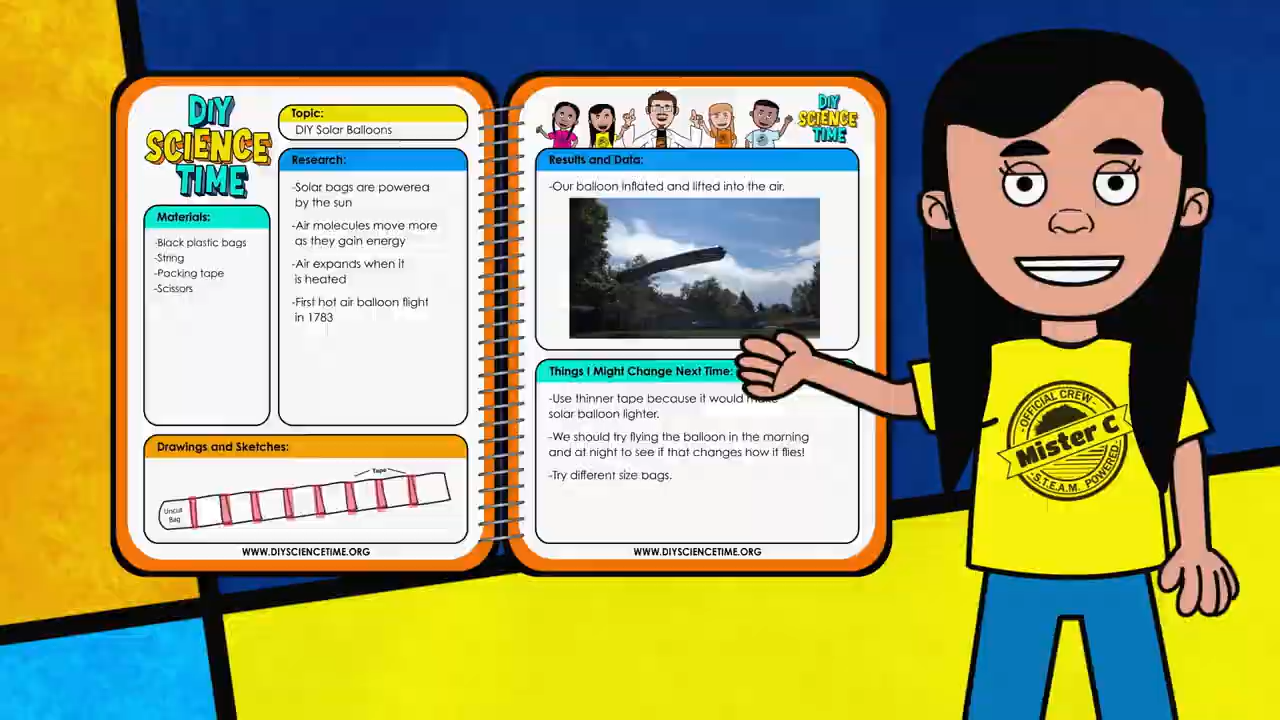 DIY
SCIENCE
TIME
Topic:
DIY Solar Balloons
Materials:
-Black plastic bags
-String
-Packing tape
-Scissors
Research:
-Solar bags are powered
by the sun
-Air molecules move more
as they gain energy
-Air expands when it
is heated
-First hot air balloon flight
in 1783
Drawings and Sketches:
Tape
Uncut
Bag
WWW.DIYSCIENCETIME.ORG
DIY
SCIENCE
TIME
Results and Data:
-Our balloon inflated and lifted into the air.
Things I Might Change Next Time:
-Use thinner tape because it would make
solar balloon lighter.
-We should try flying the balloon in the morning
and at night to see if that changes how it flies!
-Try different size bags.
WWW.DIYSCIENCETIME.ORG
-OFFICIAL CREW-
Mister C
S.T.E.A.M. POWERED